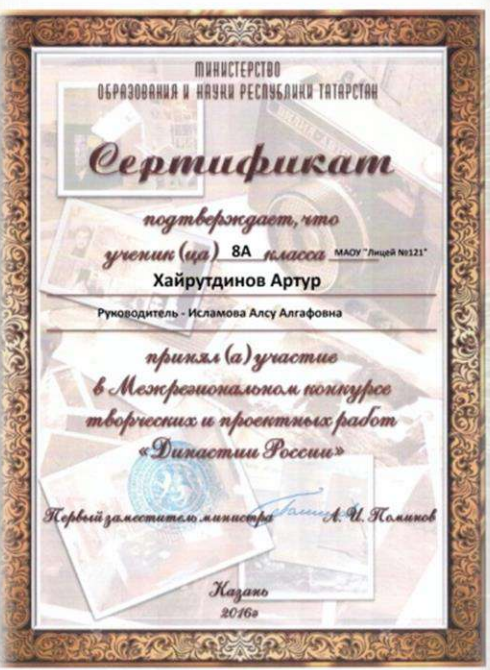 МИНИСТЕРСТВО
ОБРАЗОВАНИЯ И НАУКИ РЕСПУБЛИКИ ТАТАРСТАН
Сертификат
подтверждает, что
ученик (ца) 8А класса МАОУ "Лицей №121"
Хайрутдинов Артур
Руководитель - Исламова Алсу Алгафовна
принял (а) участие
в Межрегиональном конкурсе
творческих и проектных работ
«Династии России»
Первый заместитель министра А. И. Поминов
Казань
2016г